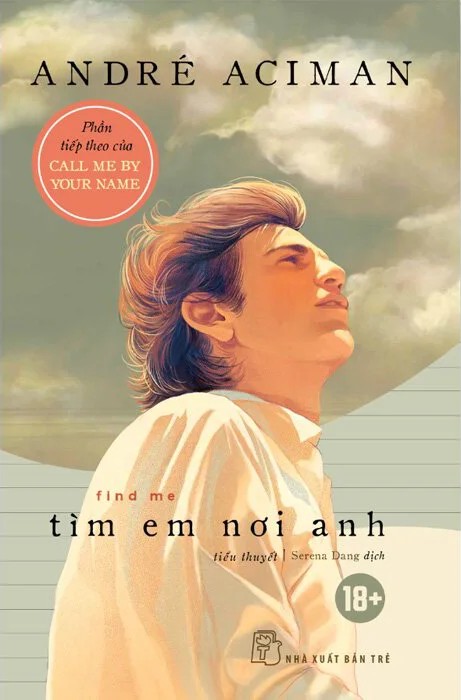 ANDRÉ ACIMAN
Phần
tiếp theo của
CALL ME BY
YOUR NAME
find me
tìm em nơi anh
tiểu thuyết | Serena Dang dịch
18+
NHÀ XUẤT BẢN TRẺ